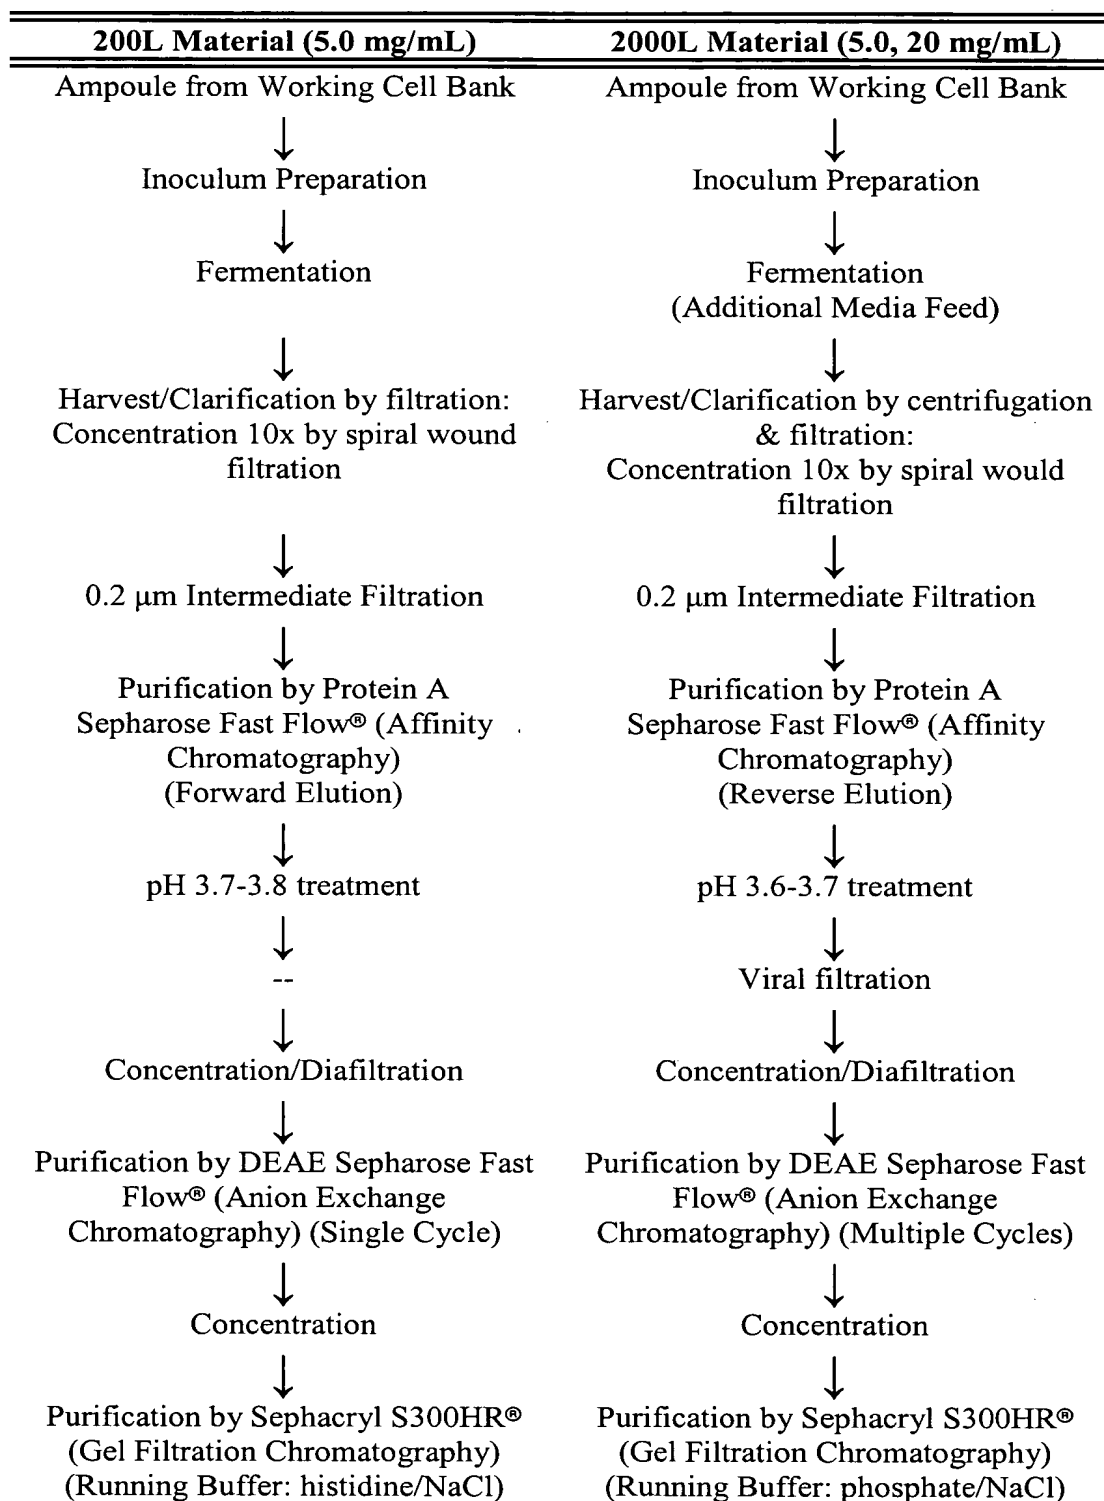 200L Material (5.0 mg/mL)
2000L Material (5.0, 20 mg/mL)
Ampoule from Working Cell Bank
Ampoule from Working Cell Bank
↓
↓
Inoculum Preparation
Inoculum Preparation
↓
↓
Fermentation
Fermentation
(Additional Media Feed)
↓
↓
Harvest/Clarification by filtration:
Concentration 10x by spiral wound
filtration
Harvest/Clarification by centrifugation
& filtration:
Concentration 10x by spiral would
filtration
↓
↓
0.2 µm Intermediate Filtration
0.2 µm Intermediate Filtration
↓
↓
Purification by Protein A
Sepharose Fast Flow® (Affinity
Chromatography)
(Forward Elution)
Purification by Protein A
Sepharose Fast Flow® (Affinity
Chromatography)
(Reverse Elution)
↓
↓
pH 3.7-3.8 treatment
pH 3.6-3.7 treatment
↓
↓
--
Viral filtration
↓
↓
Concentration/Diafiltration
Concentration/Diafiltration
↓
↓
Purification by DEAE Sepharose Fast
Flow® (Anion Exchange
Chromatography) (Single Cycle)
Purification by DEAE Sepharose Fast
Flow® (Anion Exchange
Chromatography) (Multiple Cycles)
↓
↓
Concentration
Concentration
↓
↓
Purification by Sephacryl S300HR®
(Gel Filtration Chromatography)
(Running Buffer: histidine/NaCl)
Purification by Sephacryl S300HR®
(Gel Filtration Chromatography)
(Running Buffer: phosphate/NaCl)